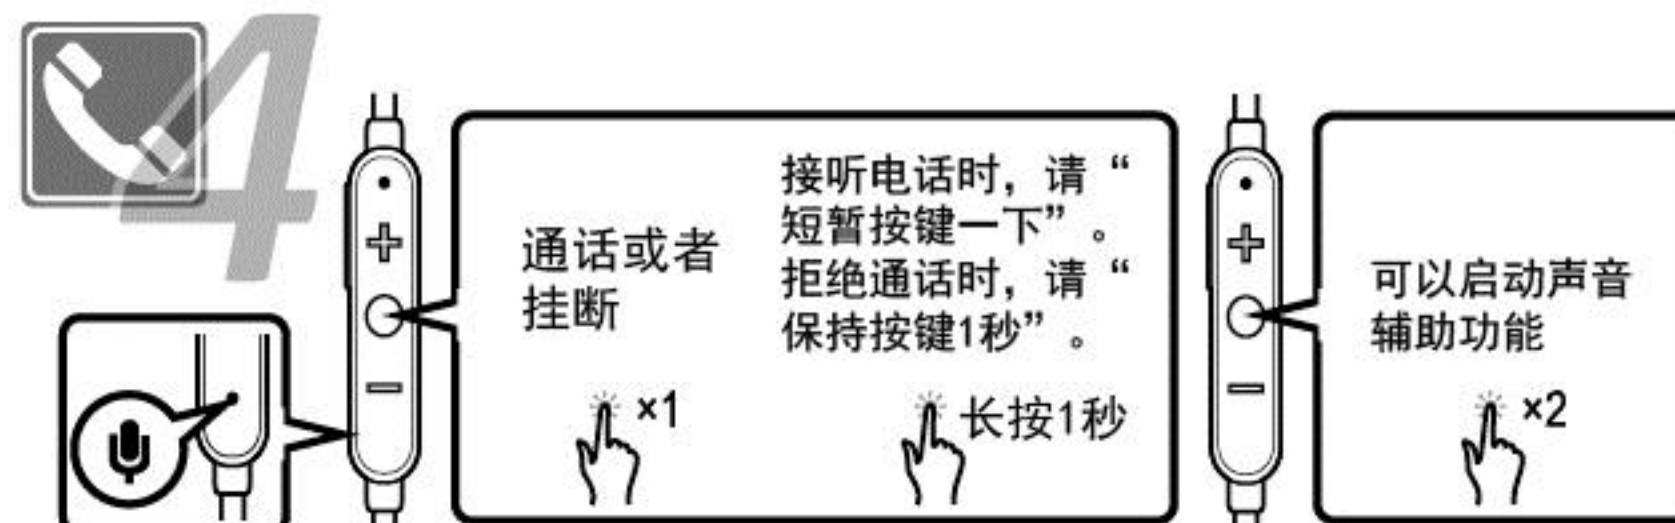 4
通话或者
挂断
×1
接听电话时，请“
短暂按键一下”。
拒绝通话时，请“
保持按键1秒”。
长按1秒
可以启动声音
辅助功能
×2